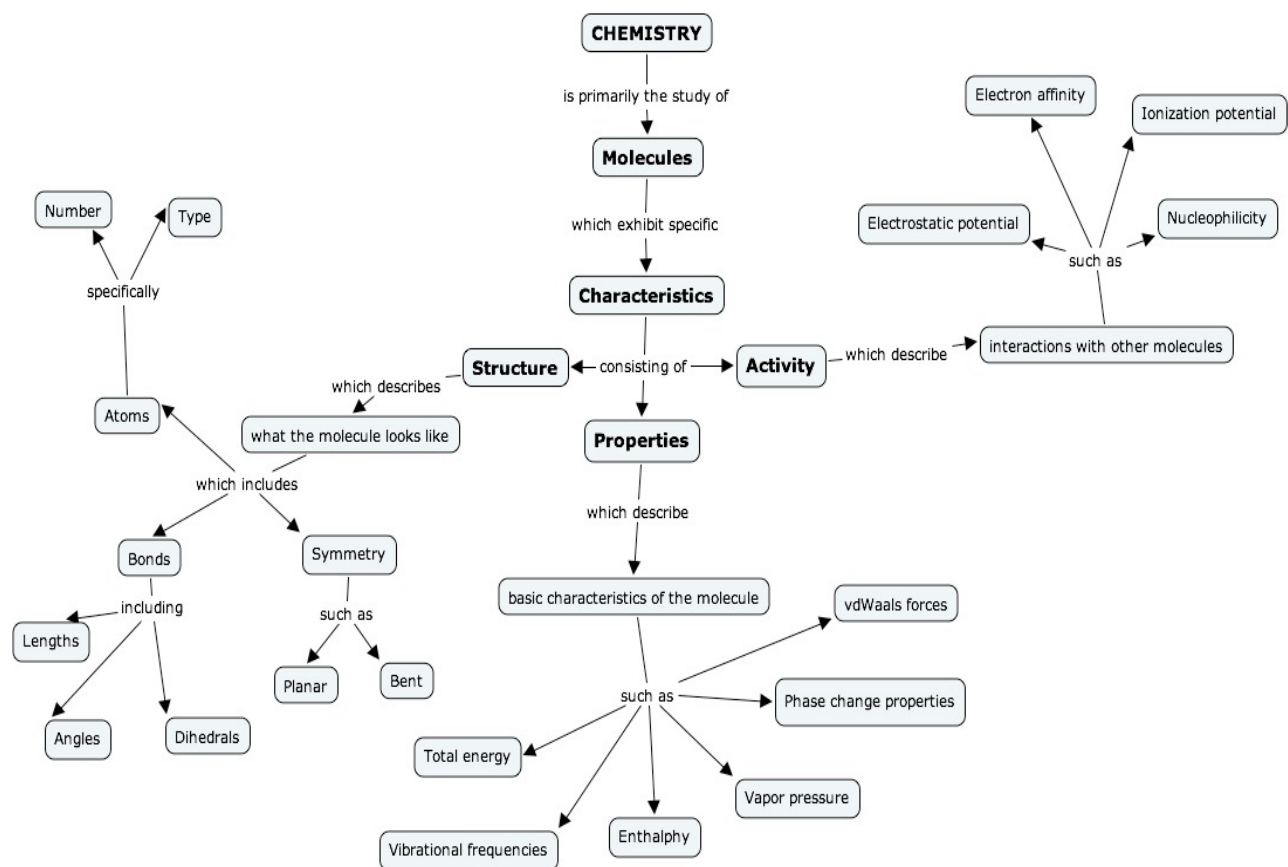 CHEMISTRY
is primarily the study of
Molecules
which exhibit specific
Characteristics
consisting of
Structure
which describes
what the molecule looks like
which includes
Atoms
specifically
Number
Type
Bonds
including
Lengths
Angles
Dihedrals
Symmetry
such as
Planar
Bent
Properties
which describe
basic characteristics of the molecule
such as
Total energy
Vibrational frequencies
Enthalphy
Vapor pressure
Phase change properties
vdWaals forces
Activity
which describe
interactions with other molecules
such as
Electrostatic potential
Electron affinity
Ionization potential
Nucleophilicity